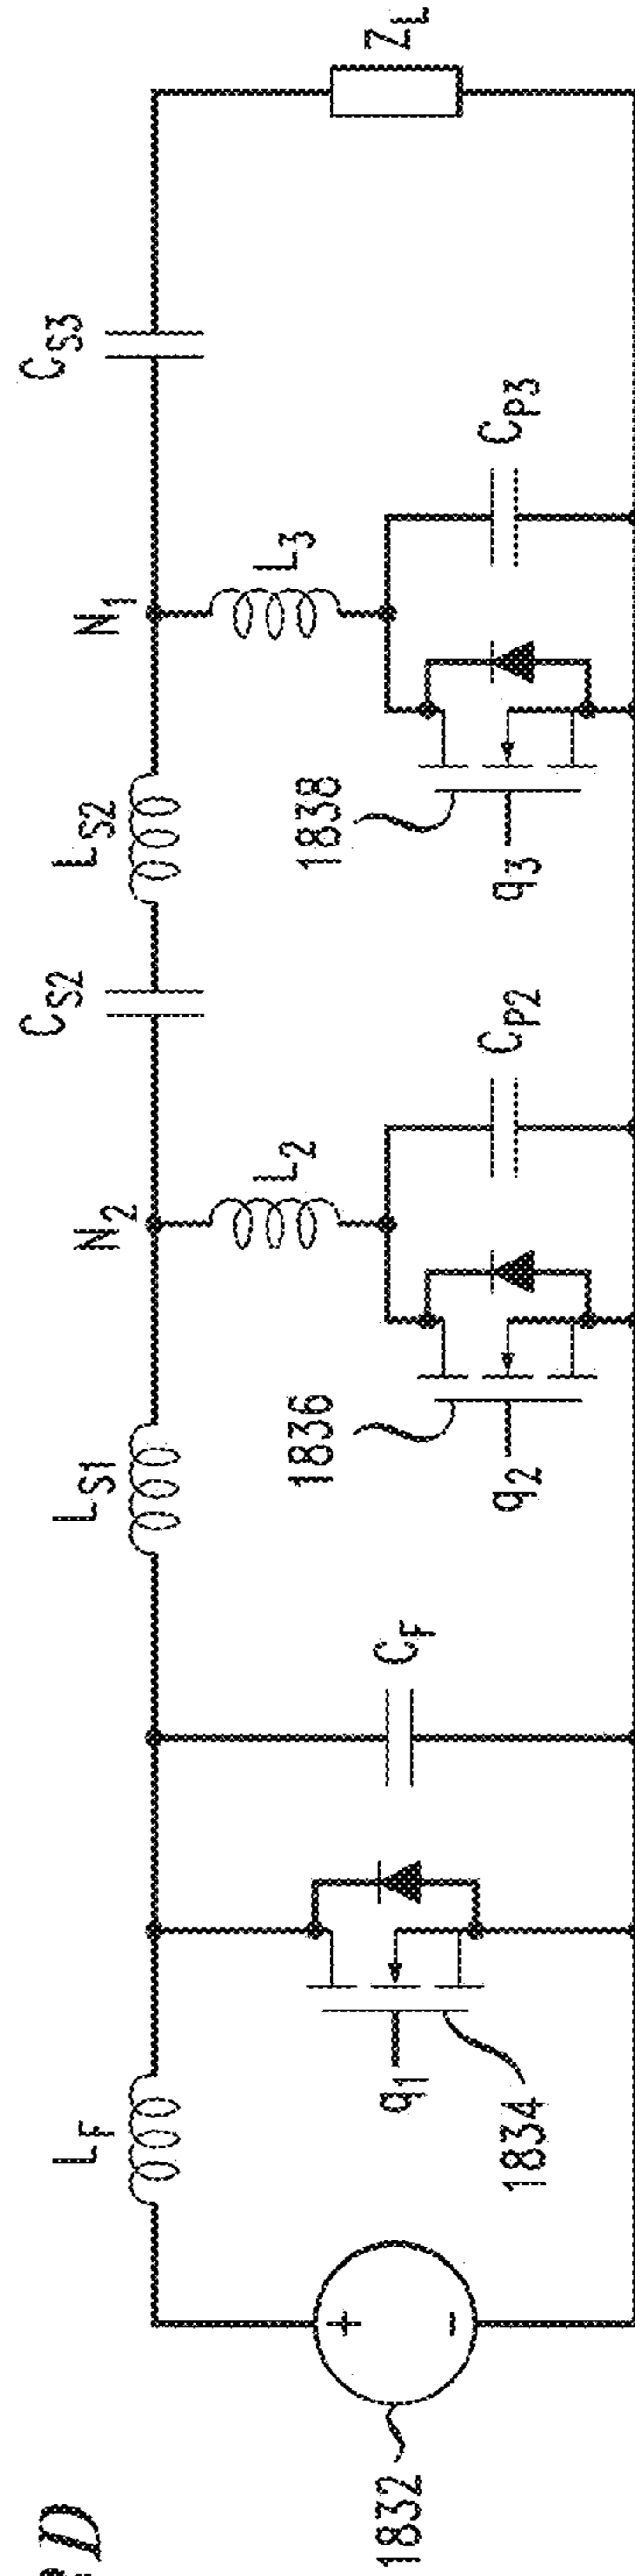 D
1832
L_F
q_1
1834
C_F
L_S1
N_2
L_2
1836
q_2
C_P2
C_S2
L_S2
N_1
L_3
1838
q_3
C_P3
C_S3
Z_L
+
-